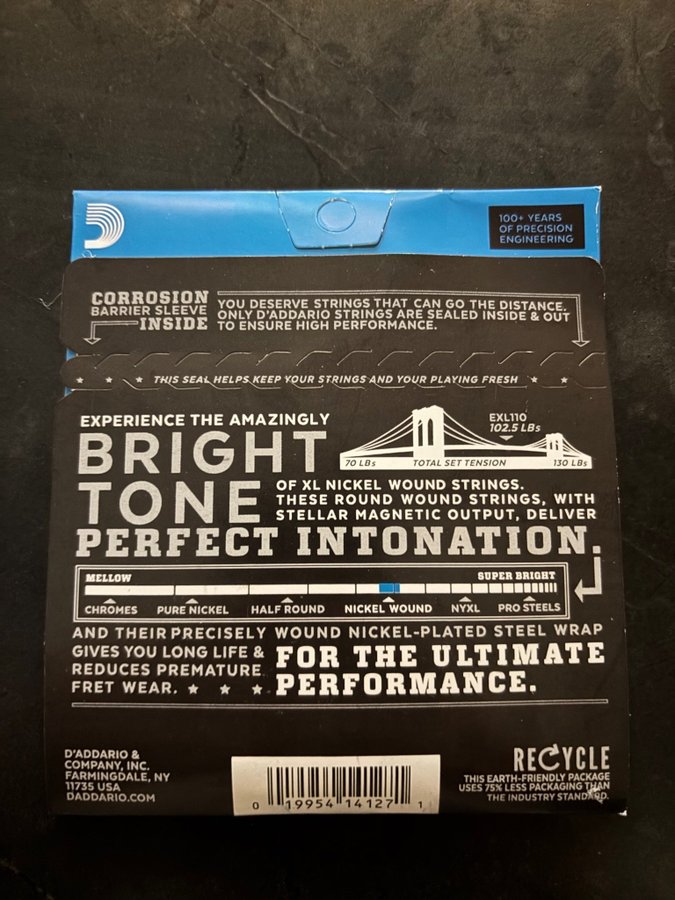 100+ YEARS
OF PRECISION
ENGINEERING
CORROSION
BARRIER SLEEVE
INSIDE
YOU DESERVE STRINGS THAT CAN GO THE DISTANCE.
ONLY D'ADDARIO STRINGS ARE SEALED INSIDE & OUT
TO ENSURE HIGH PERFORMANCE.
THIS SEAL HELPS KEEP YOUR STRINGS AND YOUR PLAYING FRESH
EXPERIENCE THE AMAZINGLY
BRIGHT
TONE
EXL110
102.5 LBs
70 LBs TOTAL SET TENSION 130 LBs
OF XL NICKEL WOUND STRINGS.
THESE ROUND WOUND STRINGS, WITH
STELLAR MAGNETIC OUTPUT, DELIVER
PERFECT INTONATION.
MELLOW SUPER BRIGHT
CHROMES PURE NICKEL HALF ROUND NICKEL WOUND NYXL PRO STEELS
AND THEIR PRECISELY WOUND NICKEL-PLATED STEEL WRAP
GIVES YOU LONG LIFE &
REDUCES PREMATURE
FRET WEAR.
FOR THE ULTIMATE
PERFORMANCE.
D'ADDARIO &
COMPANY, INC.
FARMINGDALE, NY
11735 USA
DADDARIO.COM
0 19954 14127 1
RECYCLE
THIS EARTH-FRIENDLY PACKAGE
USES 75% LESS PACKAGING THAN
THE INDUSTRY STANDARD.